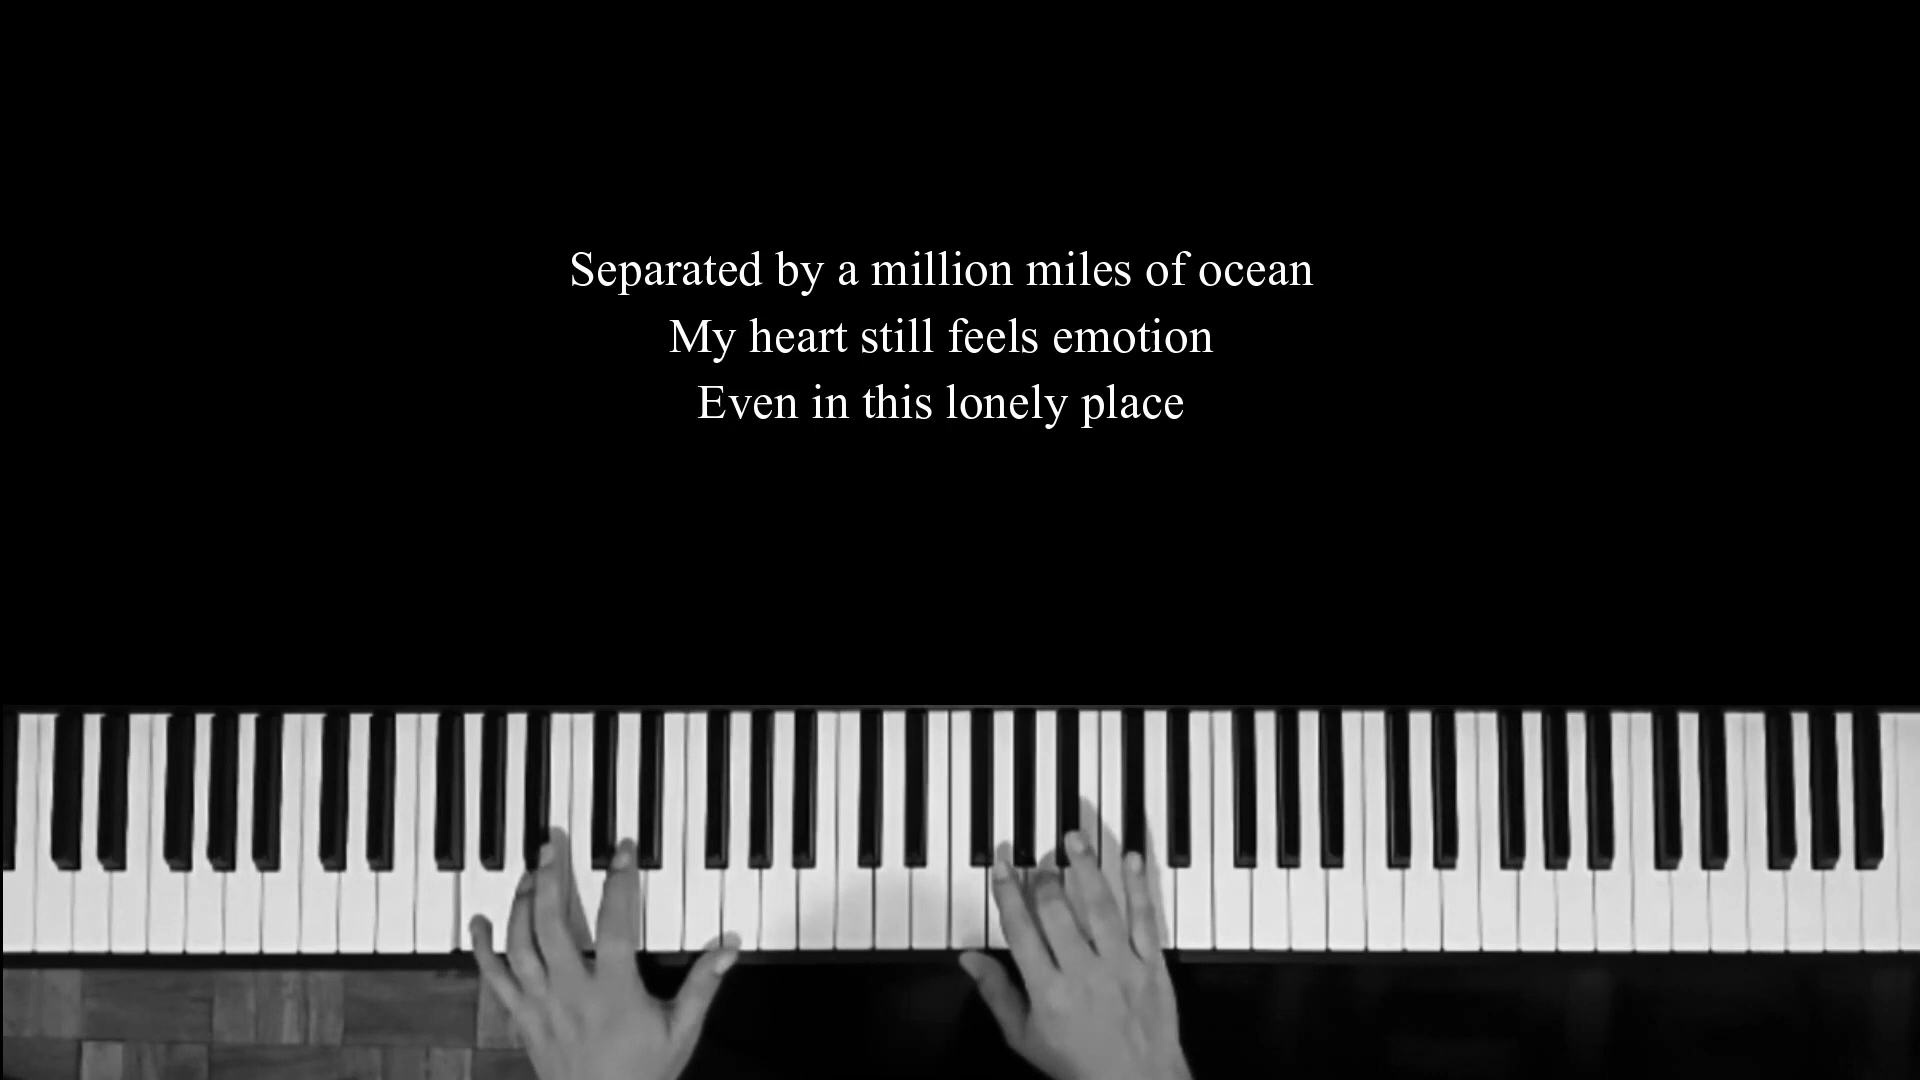 Separated by a million miles of ocean
My heart still feels emotion
Even in this lonely place